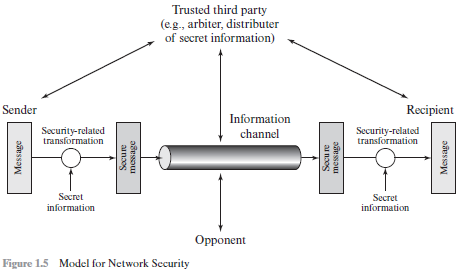 Trusted third party
(e.g., arbiter, distributer
of secret information)
Sender
Recipient
Information
channel
Security-related
transformation
Security-related
transformation
Message
Secure
message
Secure
message
Message
Secret
information
Secret
information
Opponent
Figure 1.5 Model for Network Security